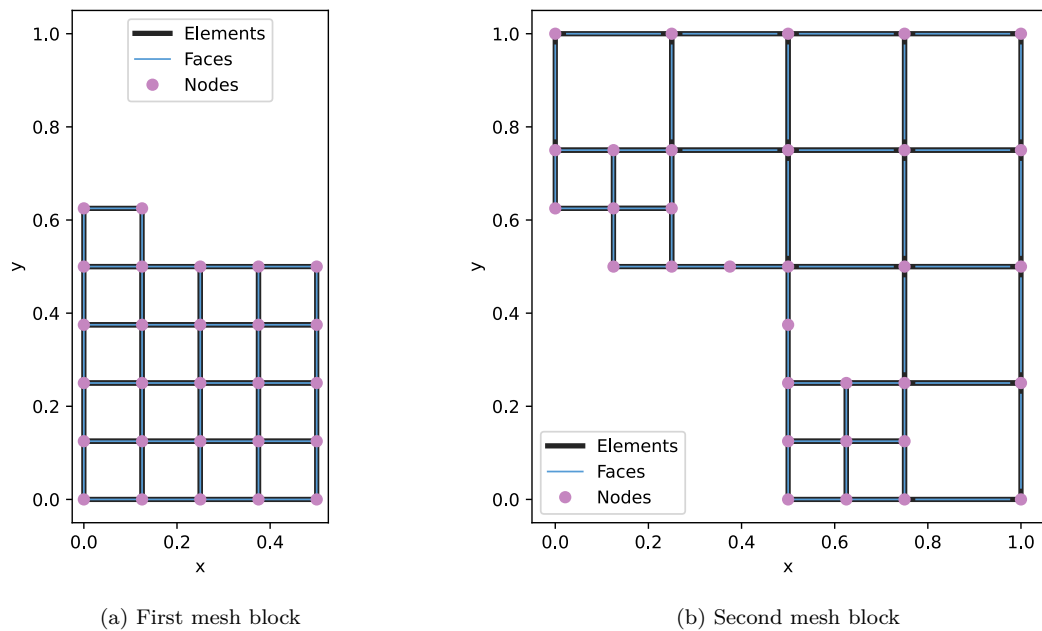 1.0
0.8
0.6
0.4
0.2
0.0
y
0.0 0.2 0.4
x
Elements
Faces
Nodes
(a) First mesh block
1.0
0.8
0.6
0.4
0.2
0.0
y
Elements
Faces
Nodes
0.0 0.2 0.4 0.6 0.8 1.0
x
(b) Second mesh block